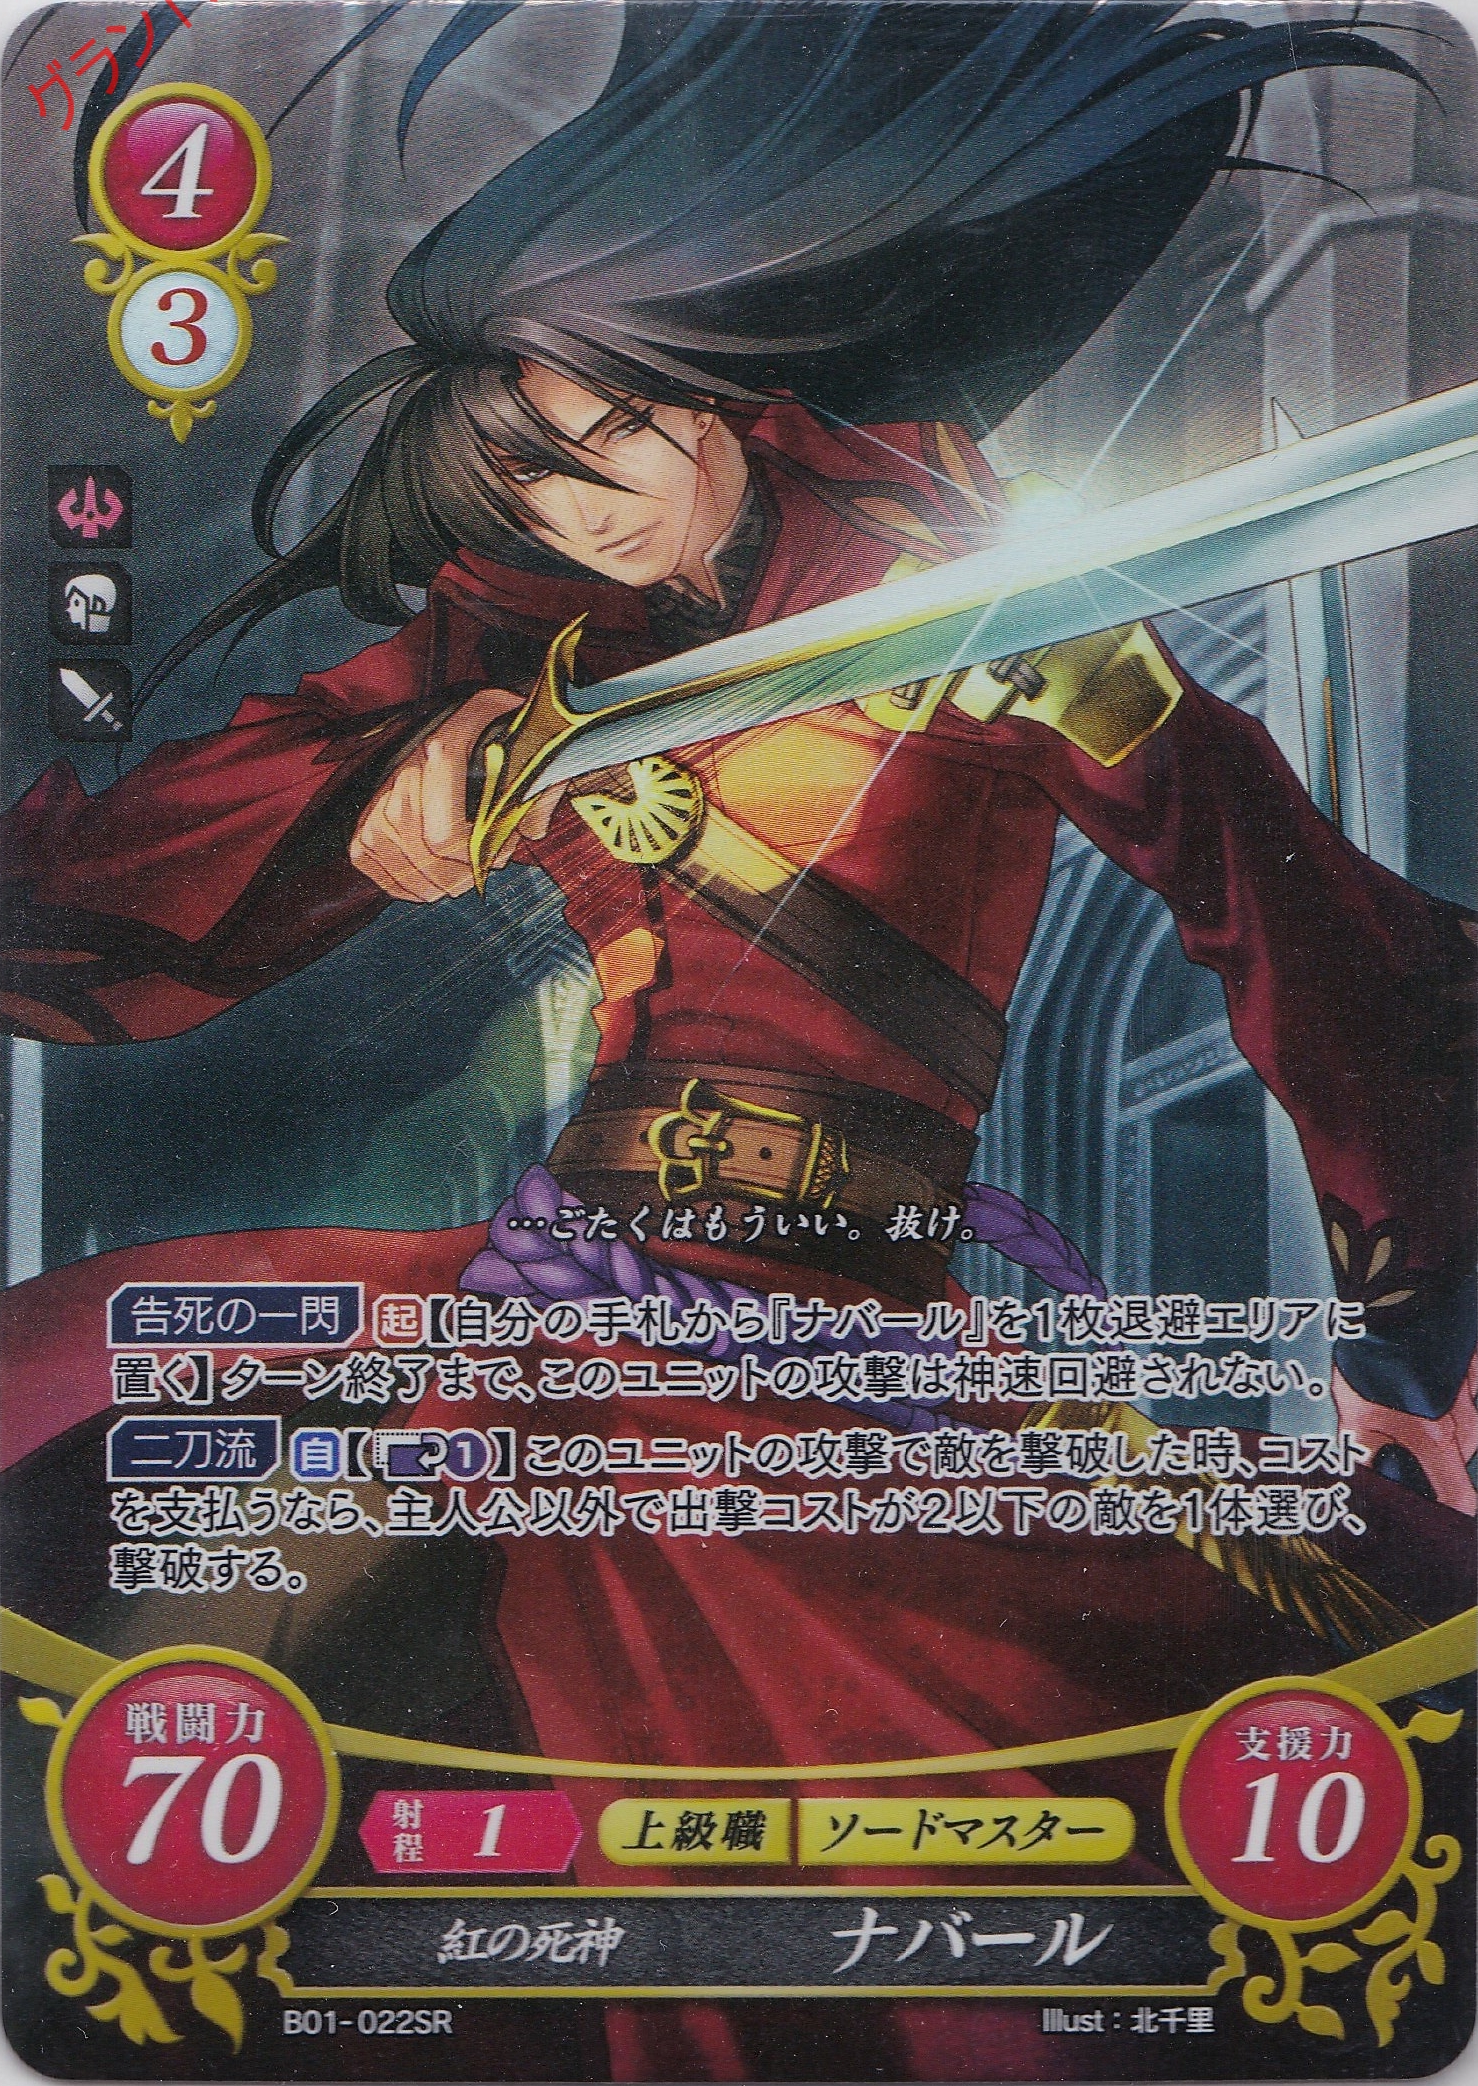 グラン
4
3
…ごたくはもういい。抜け。
告死の一閃 起【自分の手札から『ナバール』を1枚退避エリアに
置く】ターン終了まで、このユニットの攻撃は神速回避されない。
二刀流 自【1】このユニットの攻撃で敵を撃破した時、コスト
を支払うなら、主人公以外で出撃コストが2以下の敵を1体選び、
撃破する。
戦闘力
70
射程 1
上級職 ソードマスター
支援力
10
紅の死神 ナバール
B01-022SR Illust：北千里